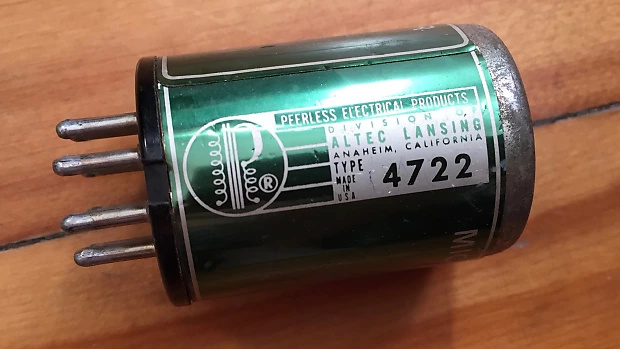 PEERLESS ELECTRICAL PRODUCTS
DIVISION OF
ALTEC LANSING
ANAHEIM, CALIFORNIA
TYPE 4722
MADE
IN
USA
R ®